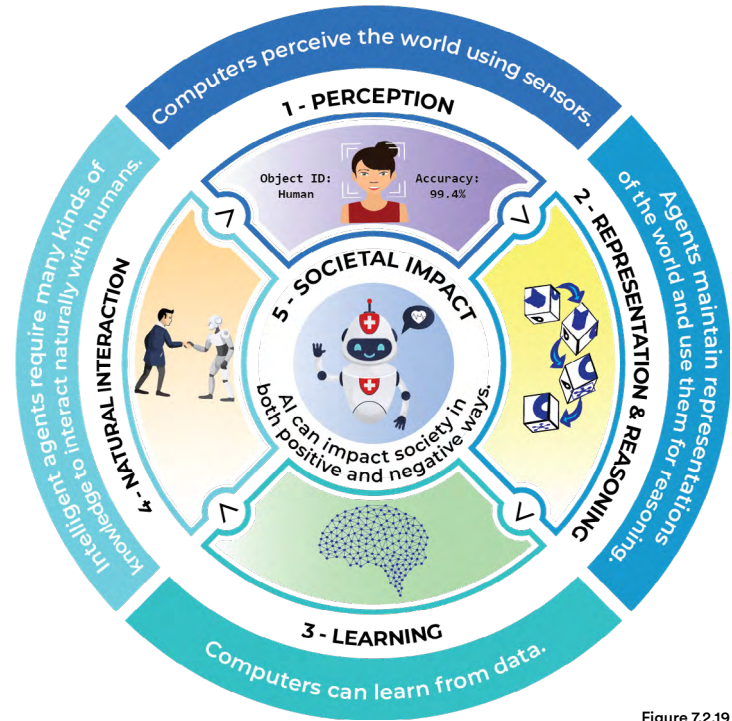 Computers perceive the world using sensors.
1 - PERCEPTION
Object ID:
Human
Accuracy:
99.4%
2 - REPRESENTATION & REASONING
Agents maintain representations
of the world and use them for reasoning.
3 - LEARNING
Computers can learn from data.
4 - NATURAL INTERACTION
Intelligent agents require many kinds of
knowledge to interact naturally with humans.
5 - SOCIETAL IMPACT
AI can impact society in
both positive and negative ways.
Figure 7.2.19